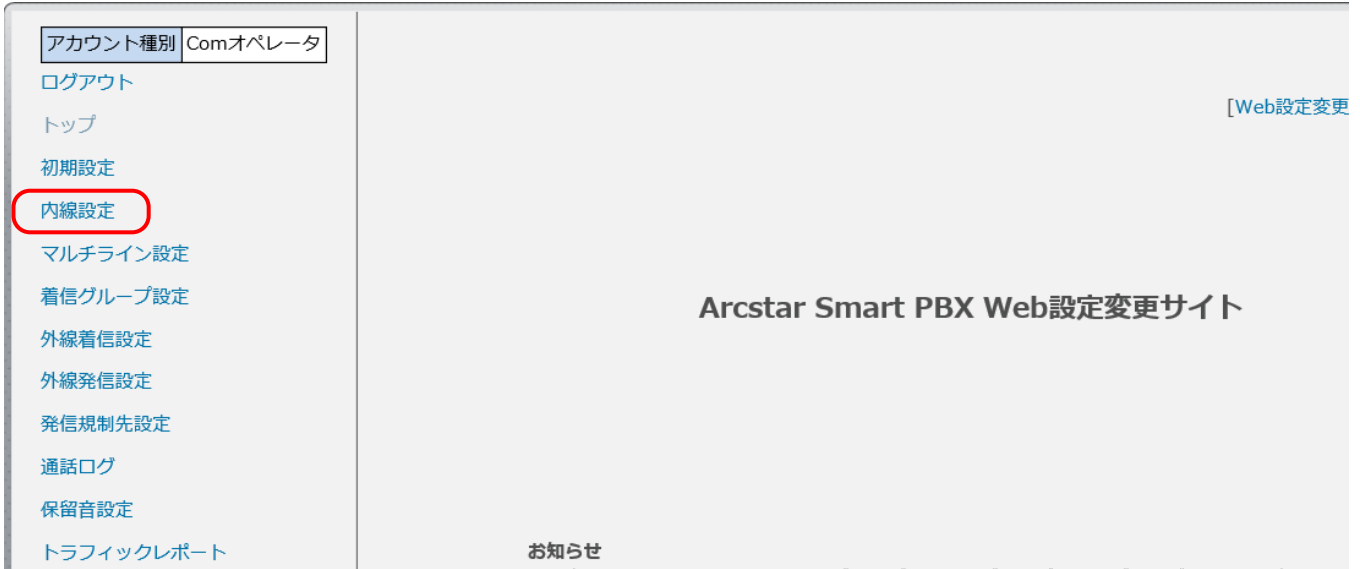 アカウント種別 Comオペレータ
ログアウト
[Web設定変更
トップ
初期設定
内線設定
マルチライン設定
着信グループ設定
Arcstar Smart PBX Web設定変更サイト
外線着信設定
外線発信設定
発信規制先設定
通話ログ
保留音設定
トラフィックレポート
お知らせ